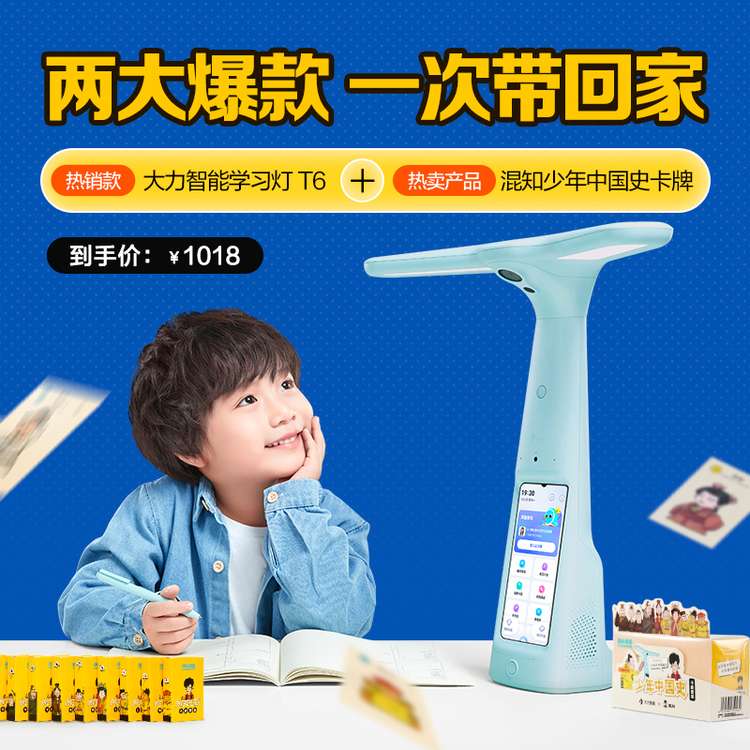 两大爆款 一次带回家
热销款 大力智能学习灯 T6 + 热卖产品 混知少年中国史卡牌
到手价：￥1018
19:30
少年中国史